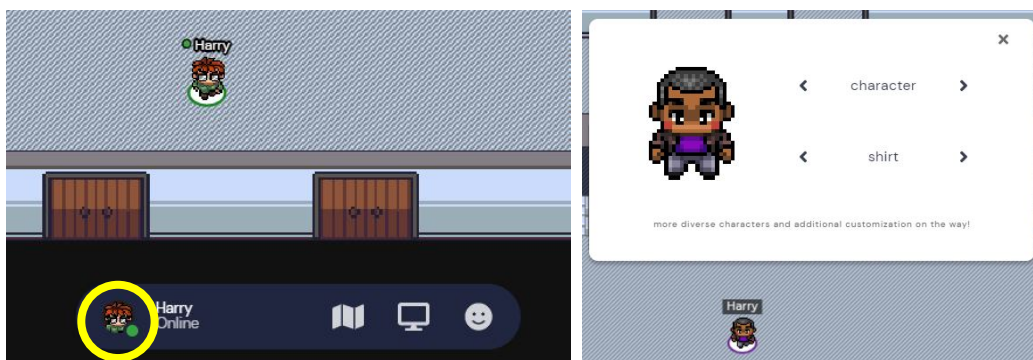 Harry
Harry
Online
character
shirt
more diverse characters and additional customization on the way!
Harry